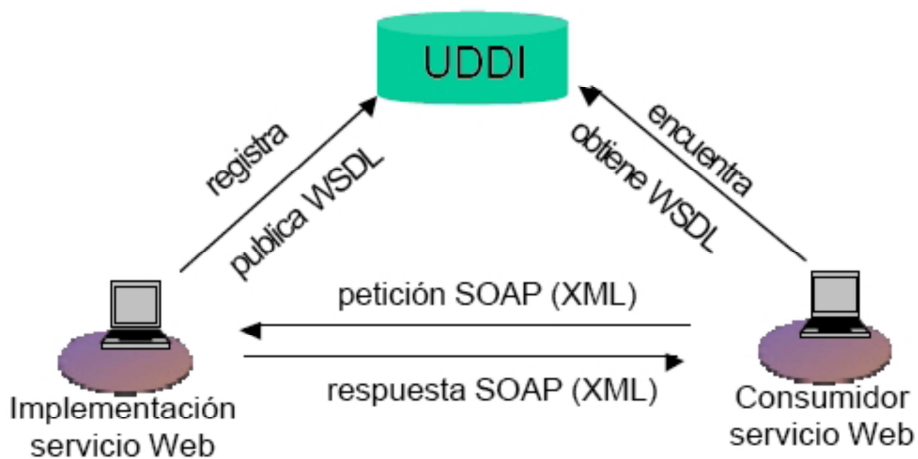 UDDI
registra
publica WSDL
encuentra
obtiene WSDL
petición SOAP (XML)
respuesta SOAP (XML)
Implementación
servicio Web
Consumidor
servicio Web